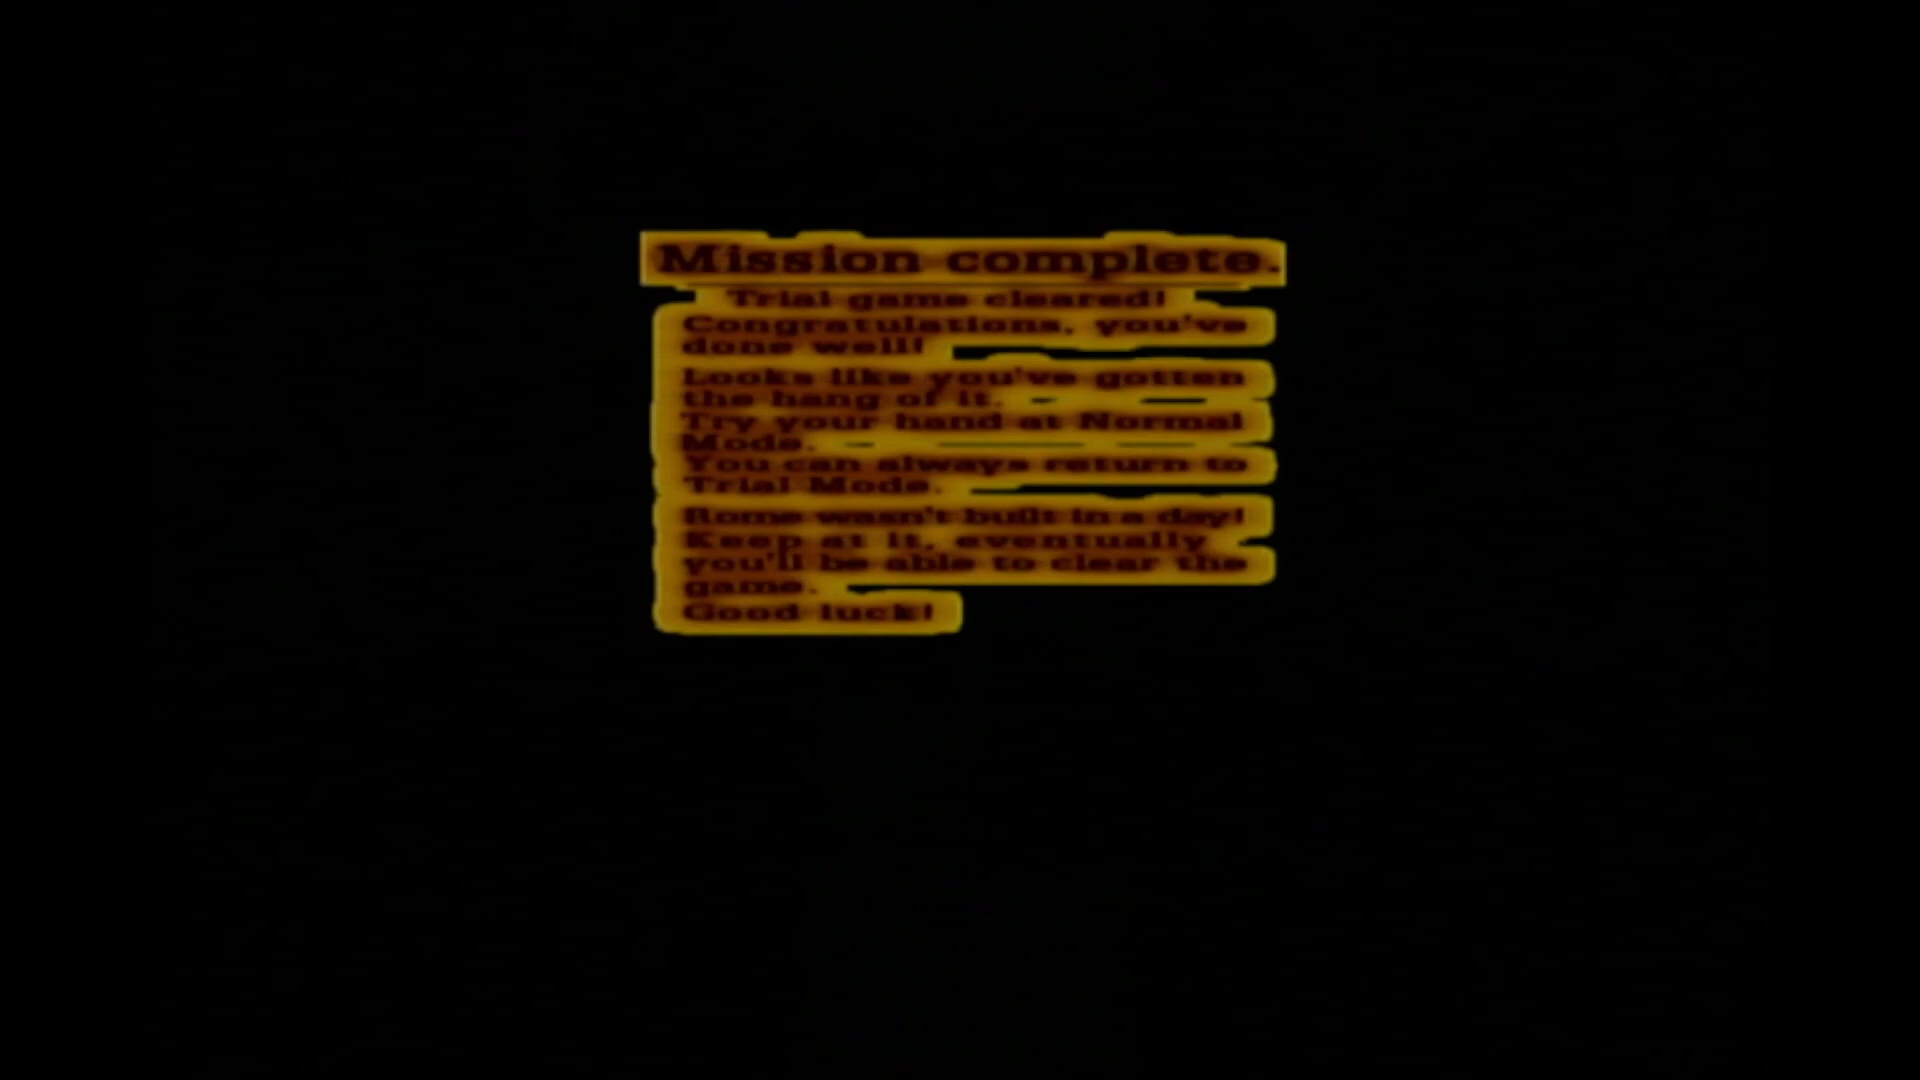 Mission complete.
Trial game cleared!
Congratulations, you've
done well!
Looks like you've gotten
the hang of it.
Try your hand at Normal
Mode.
You can always return to
Trial Mode.
Rome wasn't built in a day!
Keep at it, eventually
you'll be able to clear the
game.
Good luck!